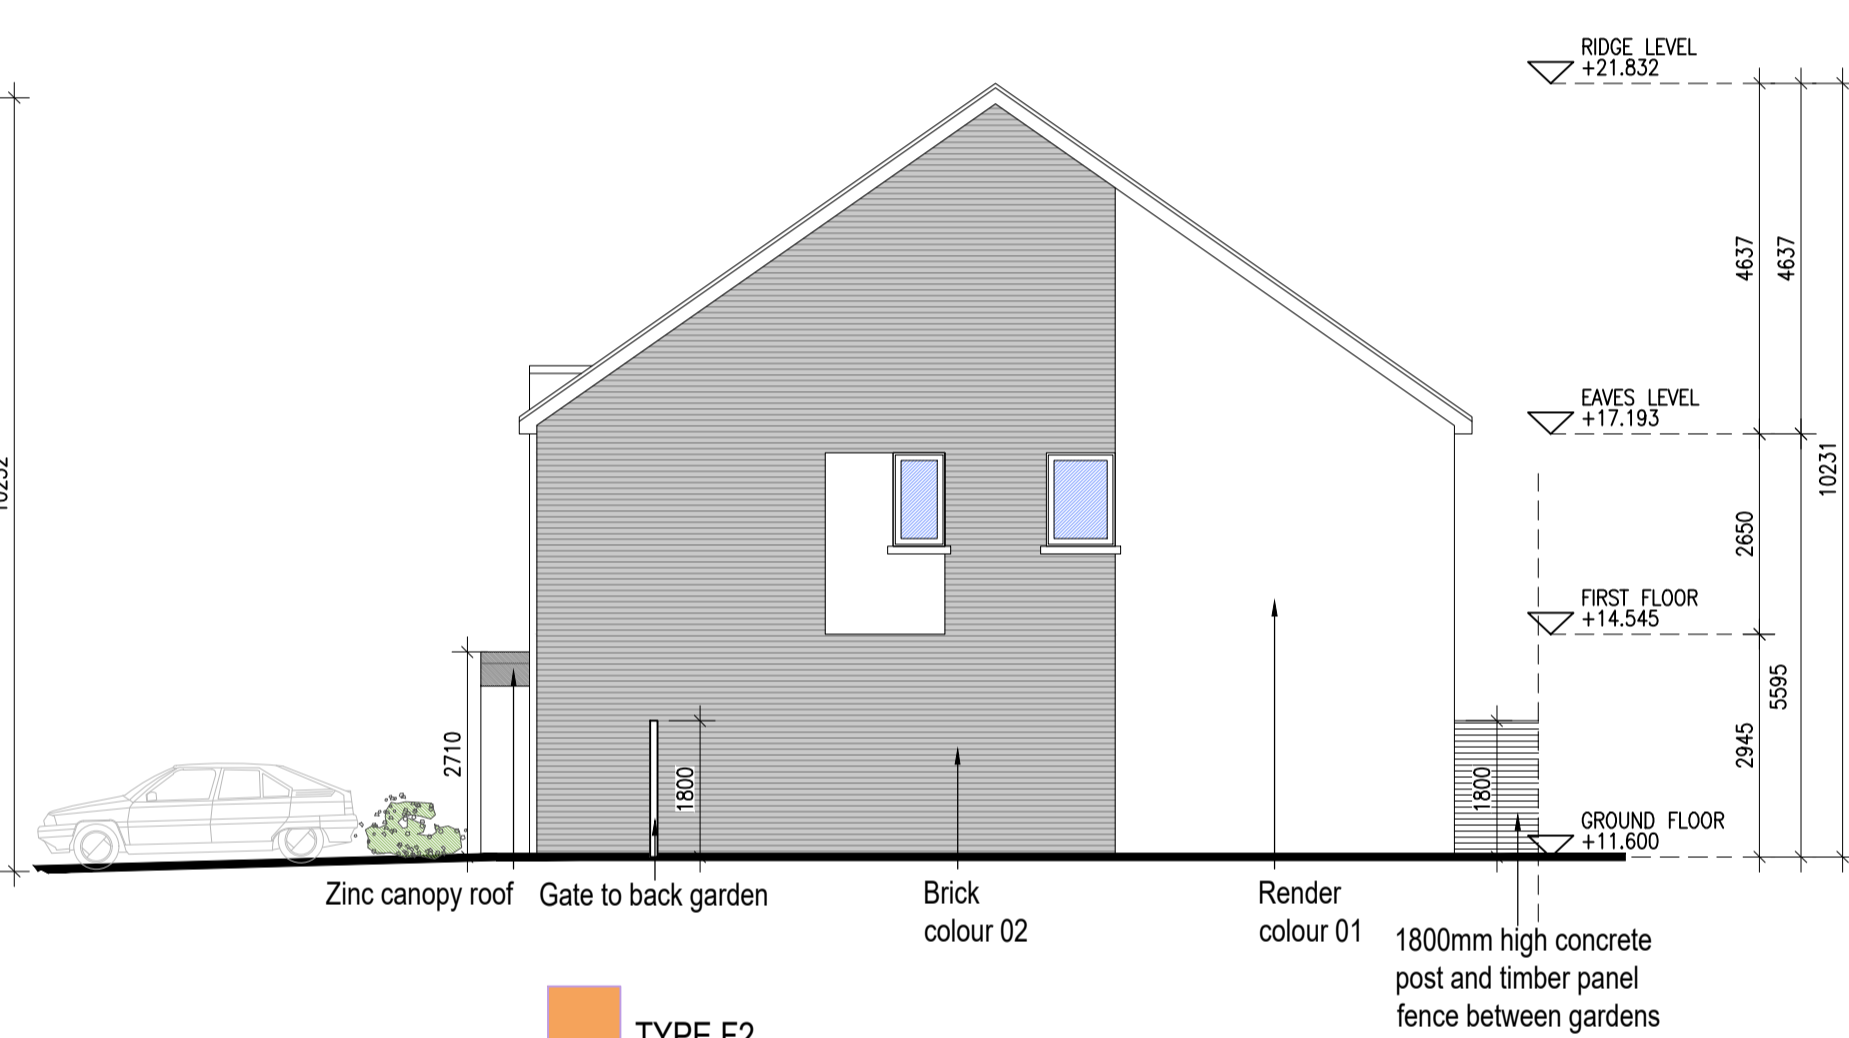 RIDGE LEVEL
+21.832
4637
4637
EAVES LEVEL
+17.193
10231
2650
FIRST FLOOR
+14.545
5595
2945
GROUND FLOOR
+11.600
2710
1800
1800
Zinc canopy roof
Gate to back garden
Brick
colour 02
Render
colour 01
1800mm high concrete
post and timber panel
fence between gardens